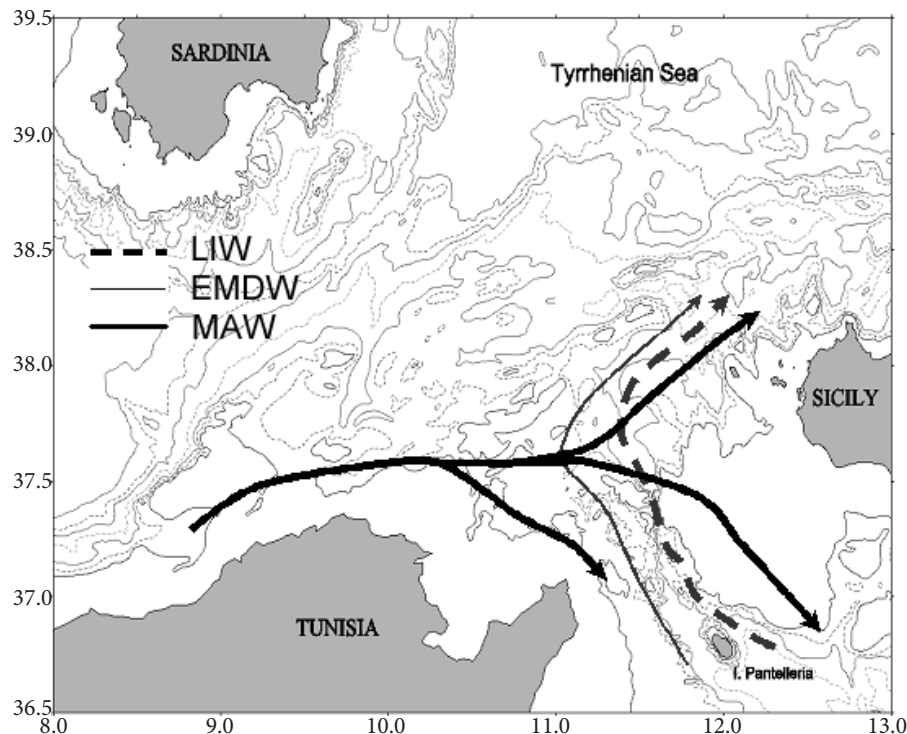 39.5
SARDINIA
Tyrrhenian Sea
39.0
38.5
LIW
EMDW
MAW
38.0
SICILY
37.5
37.0
TUNISIA
I. Pantelleria
36.5
8.0 9.0 10.0 11.0 12.0 13.0